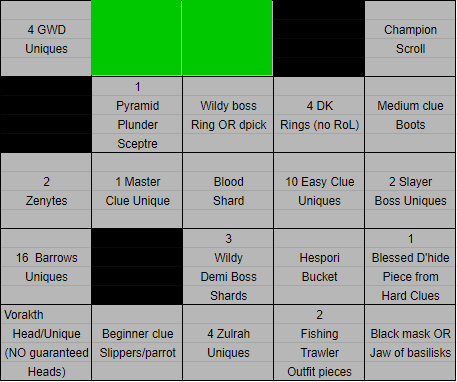 4 GWD
Uniques
Champion
Scroll
1
Pyramid
Plunder
Sceptre
Wildy boss
Ring OR dpick
4 DK
Rings (no RoL)
Medium clue
Boots
2
Zenytes
1 Master
Clue Unique
Blood
Shard
10 Easy Clue
Uniques
2 Slayer
Boss Uniques
16 Barrows
Uniques
3
Wildy
Demi Boss
Shards
Hespori
Bucket
1
Blessed D'hide
Piece from
Hard Clues
Vorakth
Head/Unique
(NO guaranteed
Heads)
Beginner clue
Slippers/parrot
4 Zulrah
Uniques
2
Fishing
Trawler
Outfit pieces
Black mask OR
Jaw of basilisks